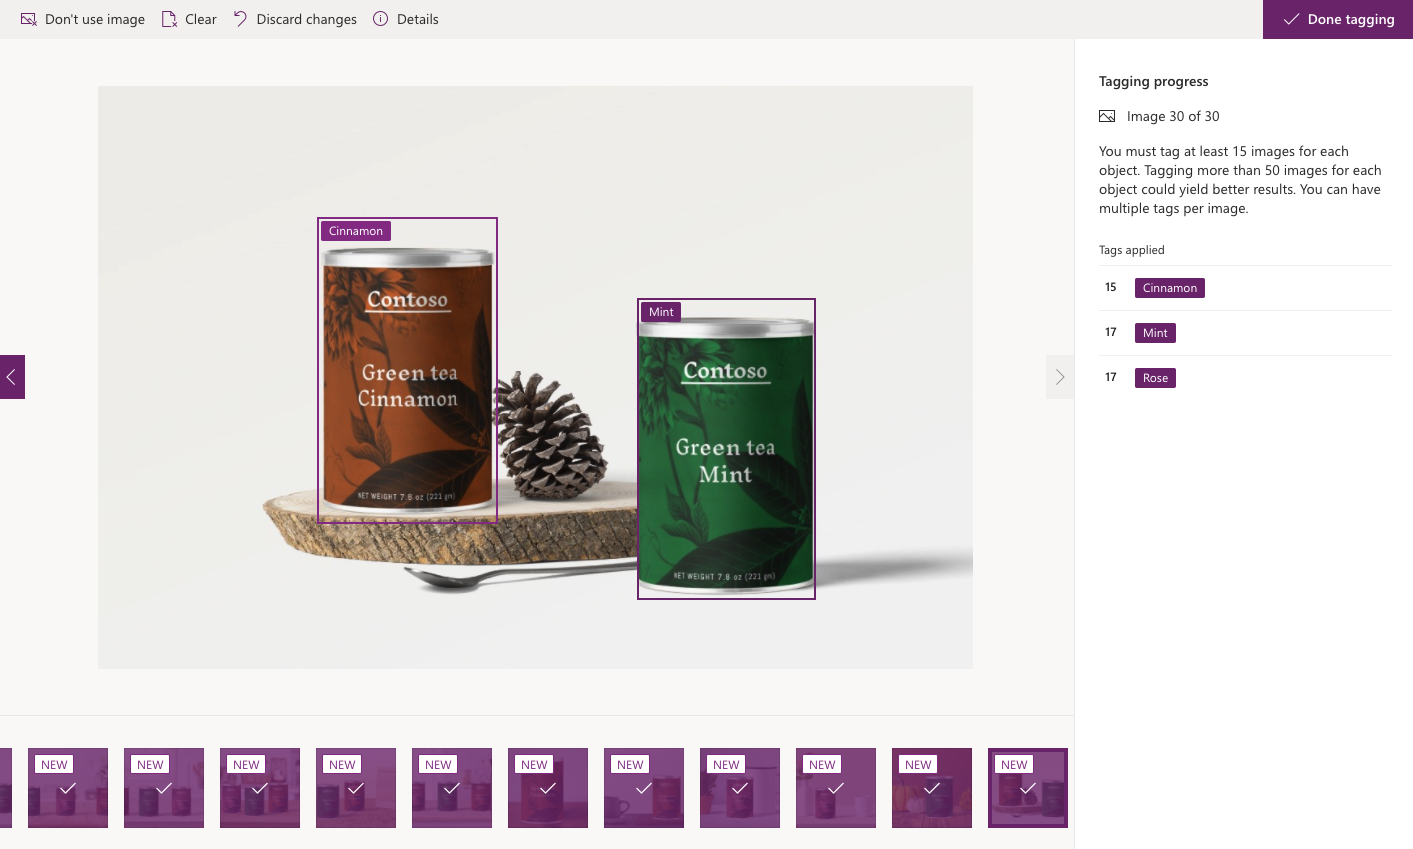 Don't use image
Clear
Discard changes
Details
Done tagging
Cinnamon
Contoso
Green tea
Cinnamon
NET WEIGHT 7.8 oz (221 gm)
Mint
Contoso
Green tea
Mint
NET WEIGHT 7.8 oz (221 gm)
Tagging progress
Image 30 of 30
You must tag at least 15 images for each
object. Tagging more than 50 images for each
object could yield better results. You can have
multiple tags per image.
Tags applied
15 Cinnamon
17 Mint
17 Rose
NEW
NEW
NEW
NEW
NEW
NEW
NEW
NEW
NEW
NEW
NEW